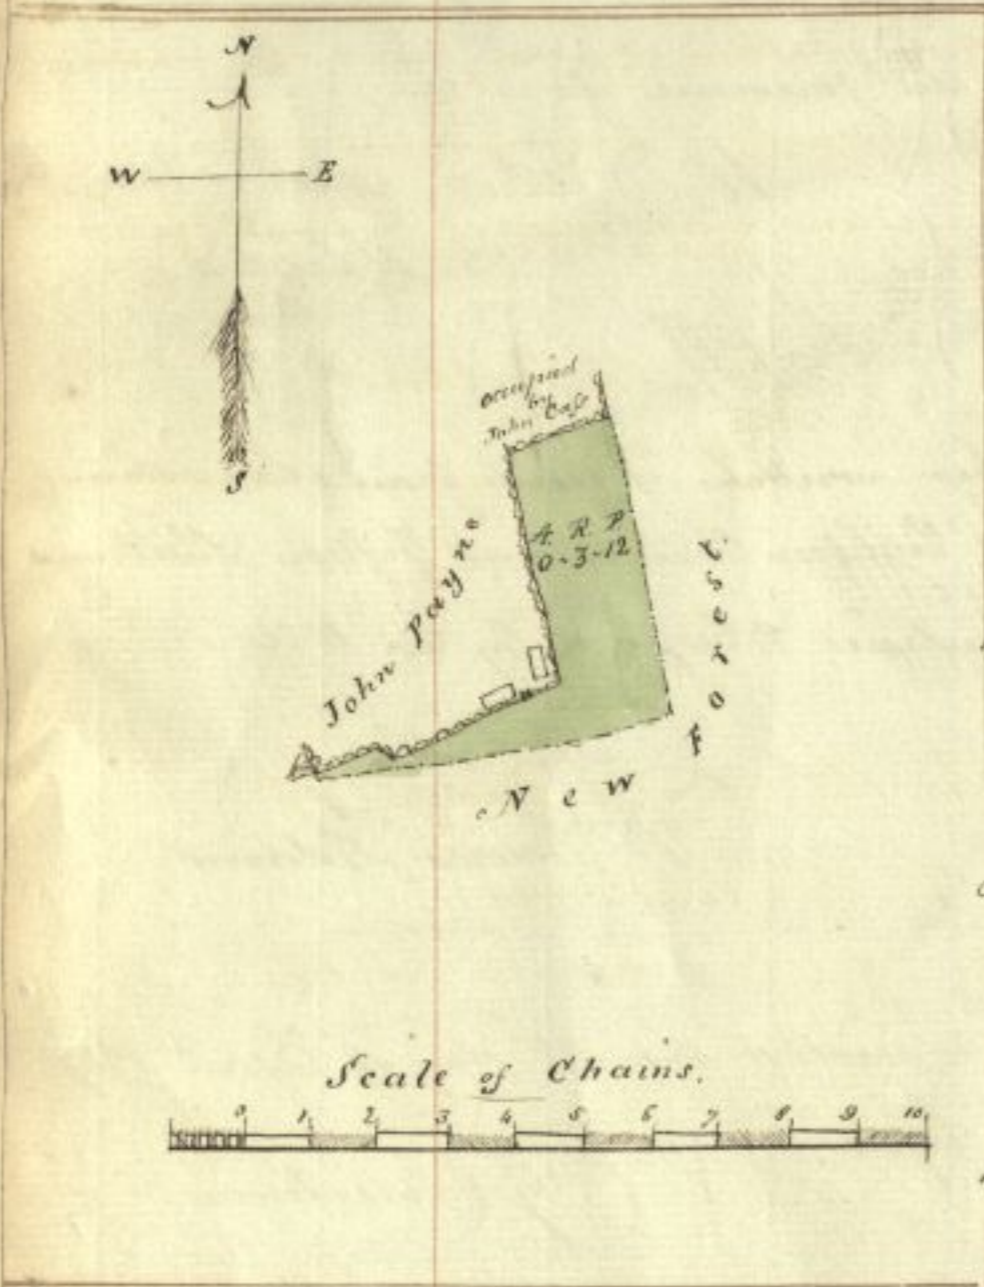 N
W E
S
occupied
by
John Cass
John Payne
A. R. P
0-3-12
New Forest.
Scale of Chains.
0 1 2 3 4 5 6 7 8 9 10